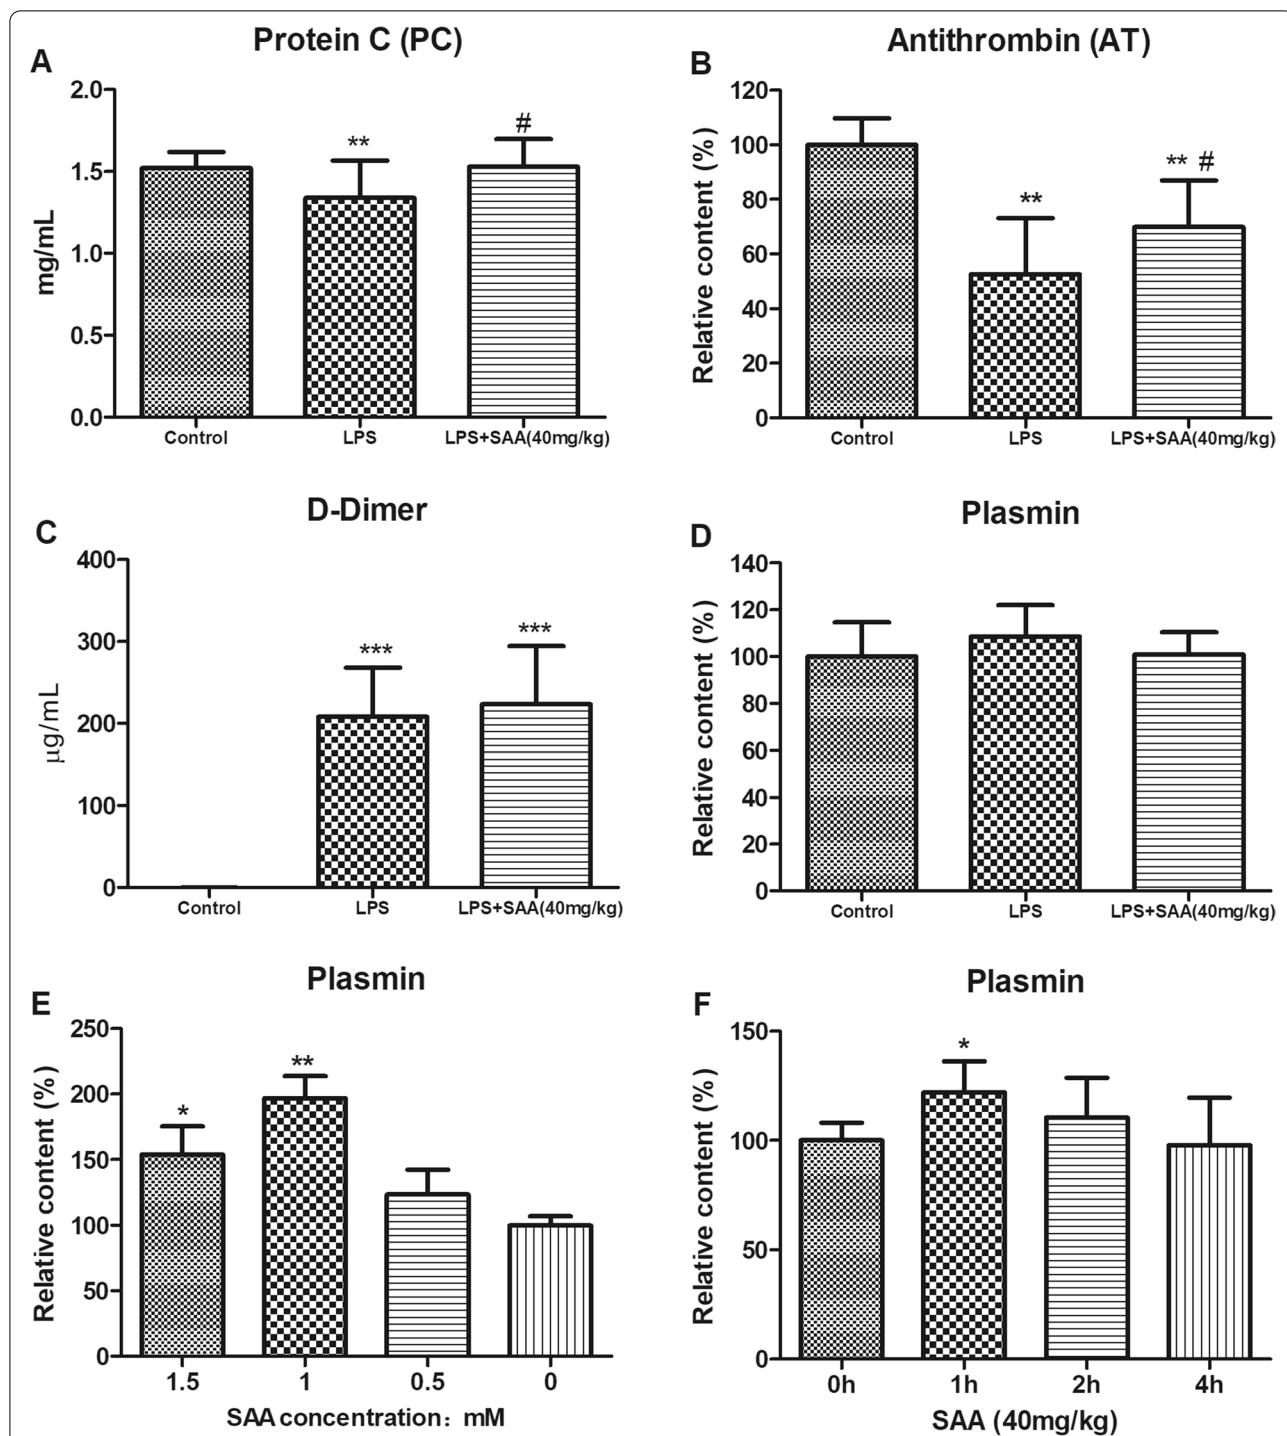 A
Protein C (PC)
mg/mL
2.0
1.5
1.0
0.5
0.0
**
#
Control
LPS
LPS+SAA(40mg/kg)
B
Antithrombin (AT)
Relative content (%)
120
100
80
60
40
20
0
**
** #
Control
LPS
LPS+SAA(40mg/kg)
C
D-Dimer
μg/mL
400
300
200
100
0
***
***
Control
LPS
LPS+SAA(40mg/kg)
D
Plasmin
Relative content (%)
140
120
100
80
60
40
20
0
Control
LPS
LPS+SAA(40mg/kg)
E
Plasmin
Relative content (%)
250
200
150
100
50
0
*
**
1.5
1
0.5
0
SAA concentration: mM
F
Plasmin
Relative content (%)
150
100
50
0
*
0h
1h
2h
4h
SAA (40mg/kg)